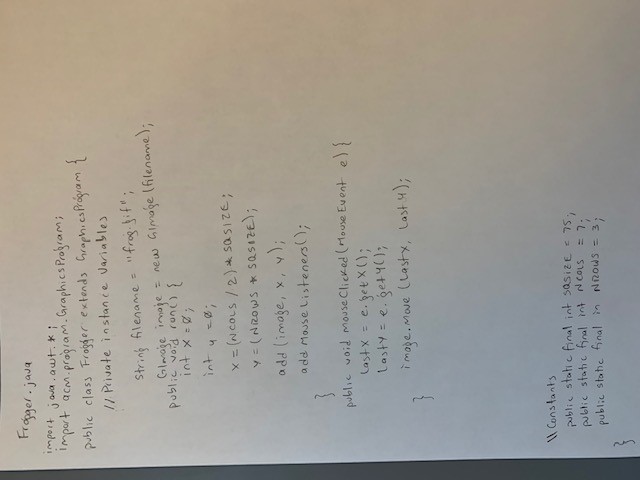 Frogger.java
import java.awt.*;
import acm.program.GraphicsProgram;
public class Frogger extends GraphicsProgram {
// Private instance variables
String filename = "frog.gif";
GImage image = new GImage(filename);
public void run() {
int x = 0;
int y = 0;
x = (NCOLS / 2) * SQSIZE;
y = (NROWS * SQSIZE);
add (image, x, y);
add MouseListeners();
}
public void mouseClicked(MouseEvent e) {
lastX = e.getX();
lastY = e.getY();
image.move (lastx, lastY);
}
\\ Constants
public static final int SQSIZE = 75;
public static final int NCOLS = 7;
public static final in NROWS = 3;
}